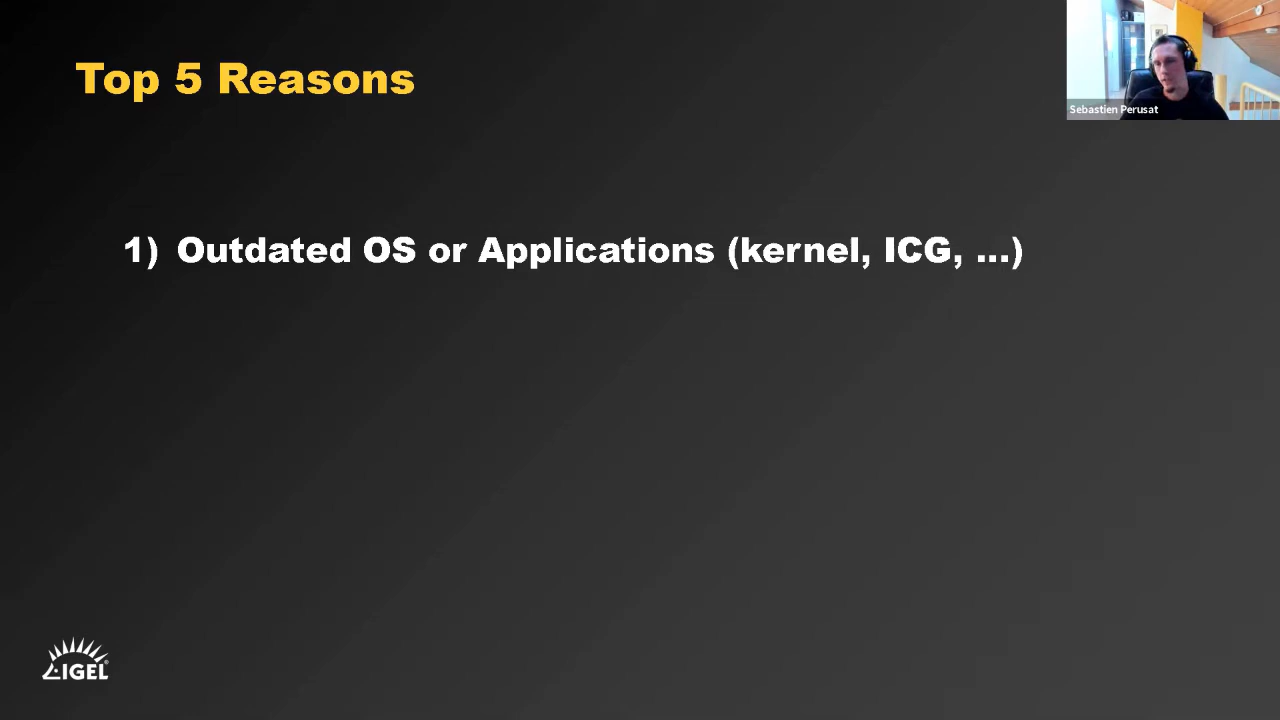 Top 5 Reasons
Sebastien Perusat
1) Outdated OS or Applications (kernel, ICG, ...)
IGEL